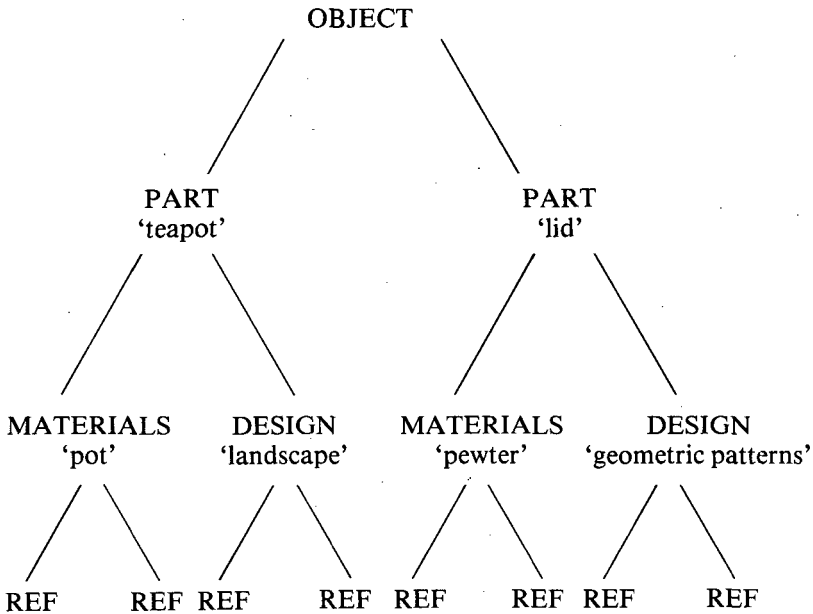 OBJECT
PART PART
‘teapot’ ‘lid’
MATERIALS DESIGN MATERIALS DESIGN
‘pot’ ‘landscape’ ‘pewter’ ‘geometric patterns’
REF REF REF REF REF REF REF REF